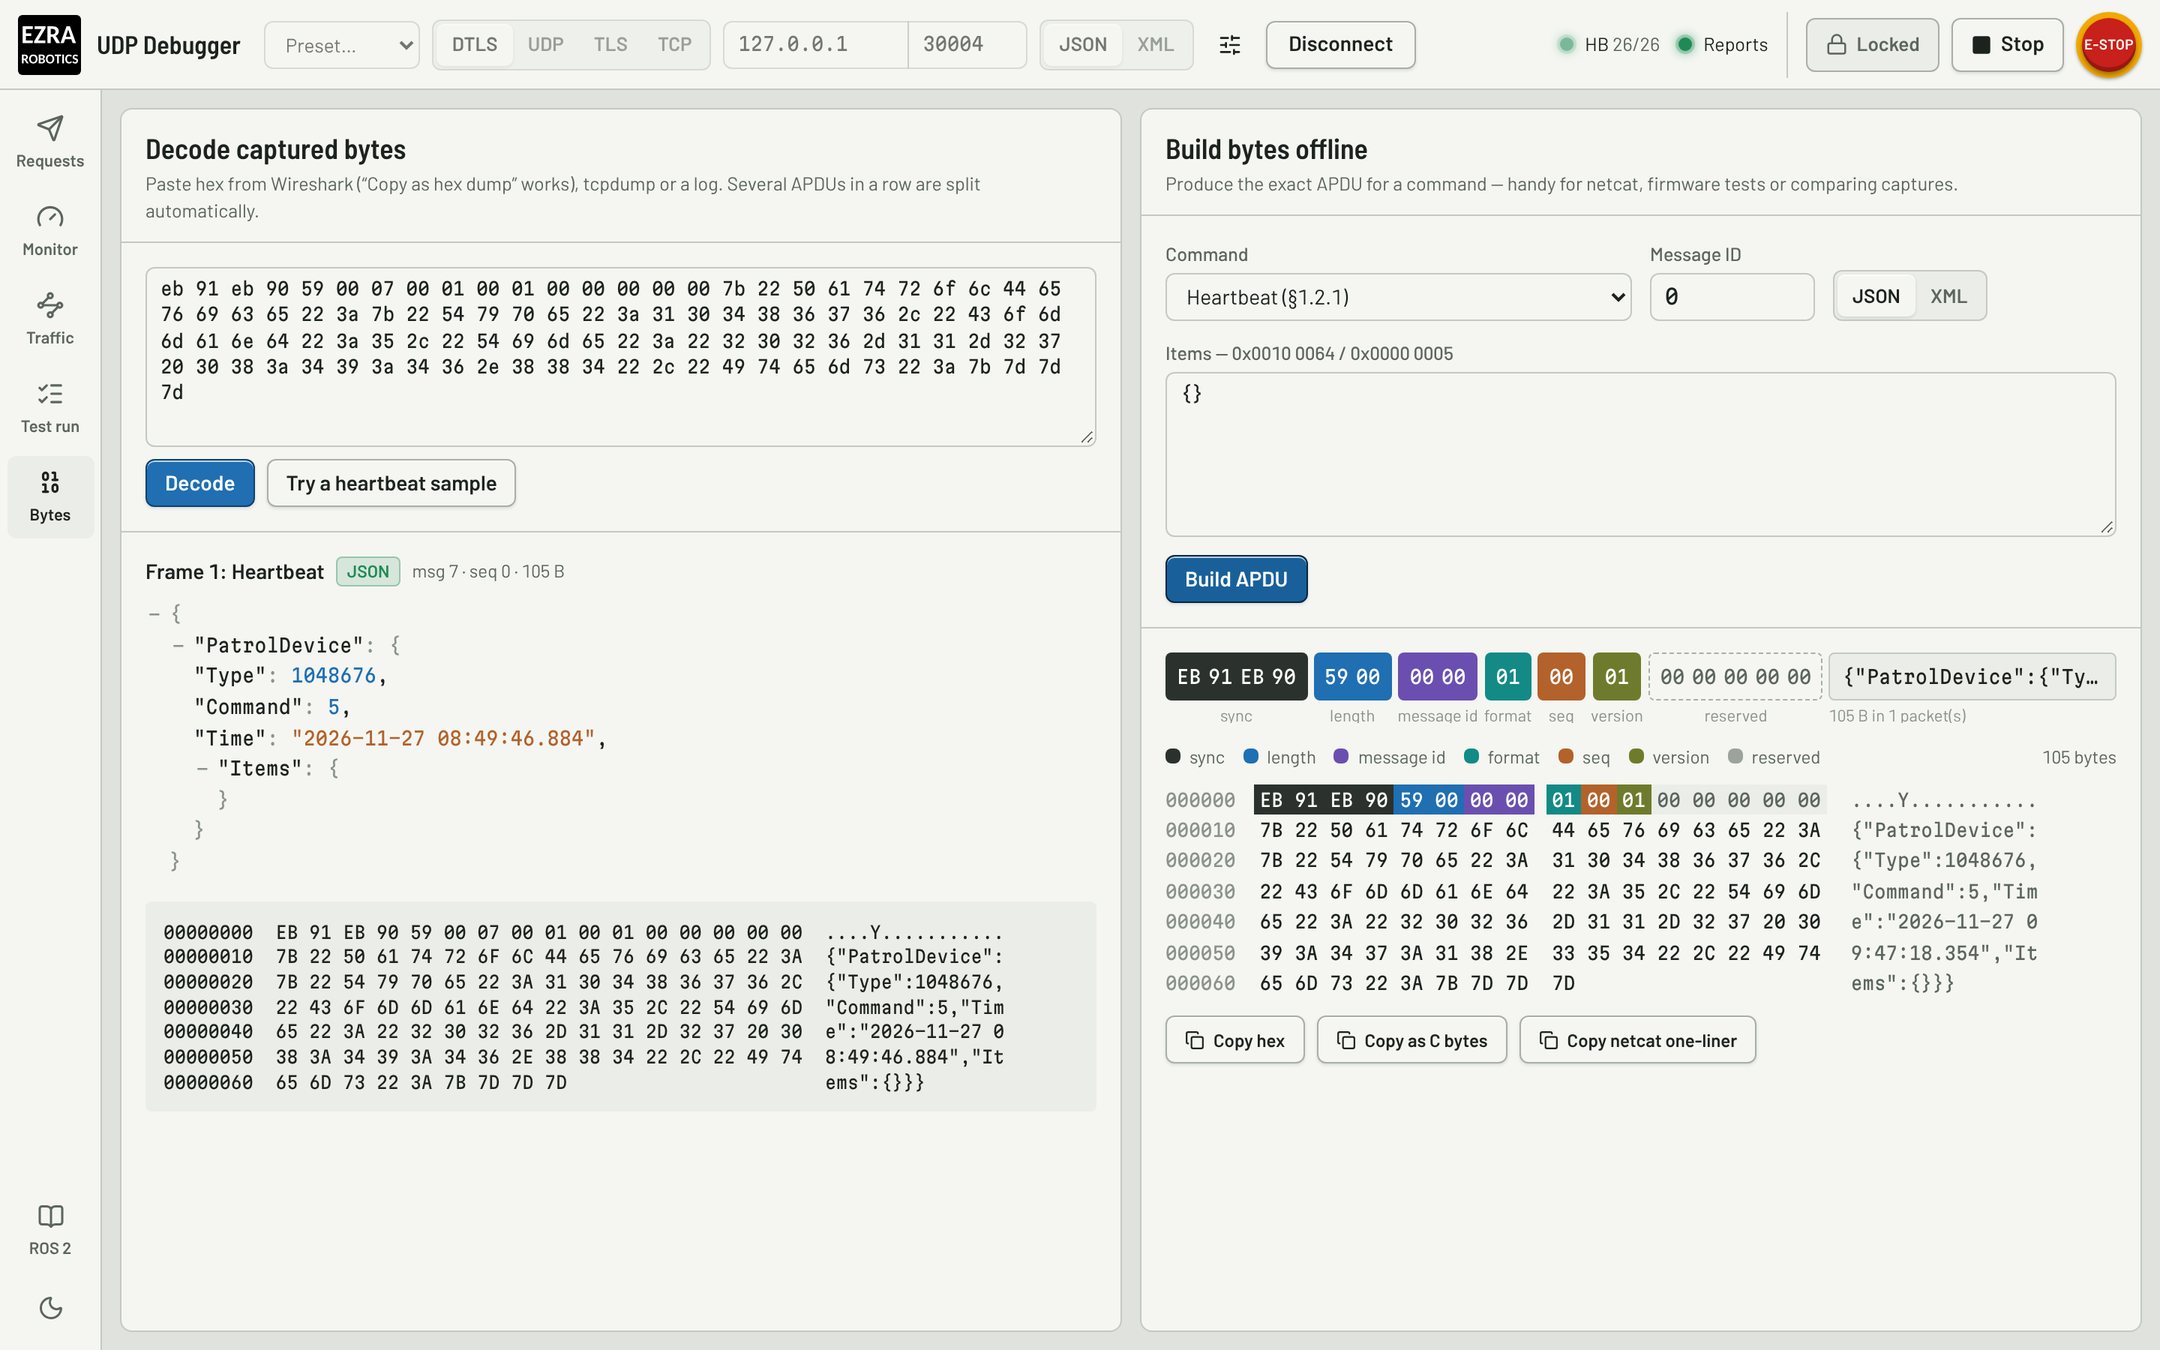 EZRA
ROBOTICS
UDP Debugger
Preset...
DTLS UDP TLS TCP
127.0.0.1 30004
JSON XML
Disconnect
HB 26/26 Reports
Locked
Stop
E-STOP
Requests
Monitor
Traffic
Test run
01
10
Bytes
ROS 2
Decode captured bytes
Paste hex from Wireshark (“Copy as hex dump” works), tcpdump or a log. Several APDUs in a row are split
automatically.
eb 91 eb 90 59 00 07 00 01 00 01 00 00 00 00 00 7b 22 50 61 74 72 6f 6c 44 65
76 69 63 65 22 3a 7b 22 54 79 70 65 22 3a 31 30 34 38 36 37 36 2c 22 43 6f 6d
6d 61 6e 64 22 3a 35 2c 22 54 69 6d 65 22 3a 22 32 30 32 36 2d 31 31 2d 32 37
20 30 38 3a 34 39 3a 34 36 2e 38 38 34 22 2c 22 49 74 65 6d 73 22 3a 7b 7d 7d
7d
Decode Try a heartbeat sample
Frame 1: Heartbeat JSON msg 7 · seq 0 · 105 B
– {
– "PatrolDevice": {
"Type": 1048676,
"Command": 5,
"Time": "2026-11-27 08:49:46.884",
– "Items": {
}
}
}
00000000 EB 91 EB 90 59 00 07 00 01 00 01 00 00 00 00 00 ....Y...........
00000010 7B 22 50 61 74 72 6F 6C 44 65 76 69 63 65 22 3A {"PatrolDevice":
00000020 7B 22 54 79 70 65 22 3A 31 30 34 38 36 37 36 2C {"Type":1048676,
00000030 22 43 6F 6D 6D 61 6E 64 22 3A 35 2C 22 54 69 6D "Command":5,"Tim
00000040 65 22 3A 22 32 30 32 36 2D 31 31 2D 32 37 20 30 e":"2026-11-27 0
00000050 38 3A 34 39 3A 34 36 2E 38 38 34 22 2C 22 49 74 8:49:46.884","It
00000060 65 6D 73 22 3A 7B 7D 7D 7D ems":{}}}
Build bytes offline
Produce the exact APDU for a command — handy for netcat, firmware tests or comparing captures.
Command Message ID
Heartbeat (§1.2.1) 0 JSON XML
Items — 0x0010 0064 / 0x0000 0005
{}
Build APDU
EB 91 EB 90 59 00 00 00 01 00 01 00 00 00 00 00 {"PatrolDevice":{"Ty…
sync length message id format seq version reserved 105 B in 1 packet(s)
sync length message id format seq version reserved 105 bytes
000000 EB 91 EB 90 59 00 00 00 01 00 01 00 00 00 00 00 ....Y...........
000010 7B 22 50 61 74 72 6F 6C 44 65 76 69 63 65 22 3A {"PatrolDevice":
000020 7B 22 54 79 70 65 22 3A 31 30 34 38 36 37 36 2C {"Type":1048676,
000030 22 43 6F 6D 6D 61 6E 64 22 3A 35 2C 22 54 69 6D "Command":5,"Tim
000040 65 22 3A 22 32 30 32 36 2D 31 31 2D 32 37 20 30 e":"2026-11-27 0
000050 39 3A 34 37 3A 31 38 2E 33 35 34 22 2C 22 49 74 9:47:18.354","It
000060 65 6D 73 22 3A 7B 7D 7D 7D ems":{}}}
Copy hex Copy as C bytes Copy netcat one-liner